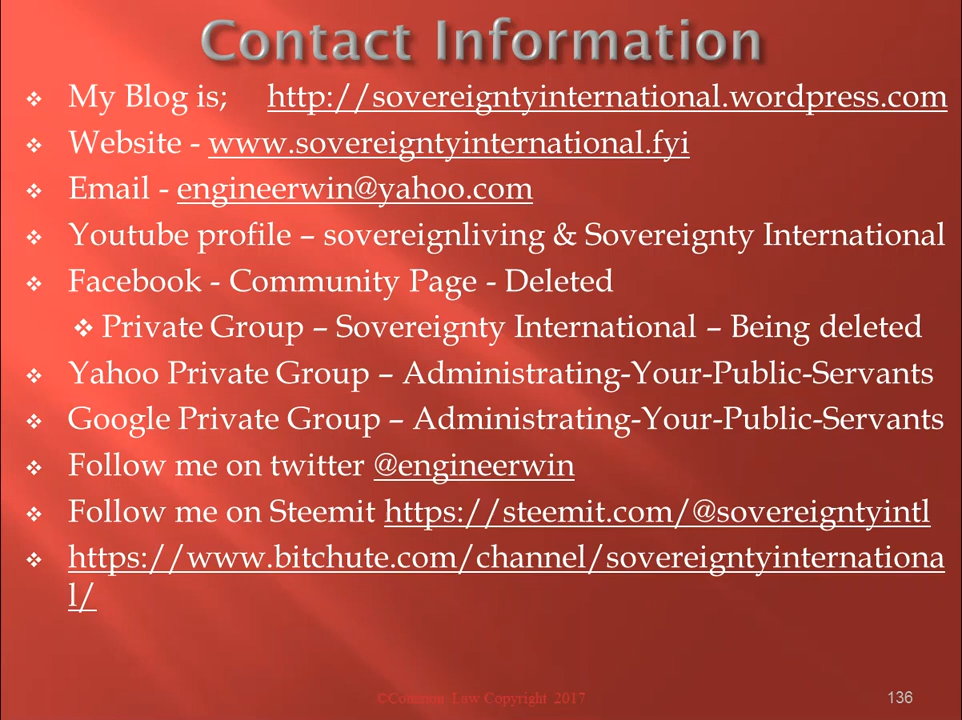 Contact Information
❖ My Blog is; http://sovereigntyinternational.wordpress.com
❖ Website - www.sovereigntyinternational.fyi
❖ Email - engineerwin@yahoo.com
❖ Youtube profile – sovereignliving & Sovereignty International
❖ Facebook - Community Page - Deleted
❖ Private Group – Sovereignty International – Being deleted
❖ Yahoo Private Group – Administrating-Your-Public-Servants
❖ Google Private Group – Administrating-Your-Public-Servants
❖ Follow me on twitter @engineerwin
❖ Follow me on Steemit https://steemit.com/@sovereigntyintl
❖ https://www.bitchute.com/channel/sovereigntyinternationa
l/
©Common Law Copyright 2017
136